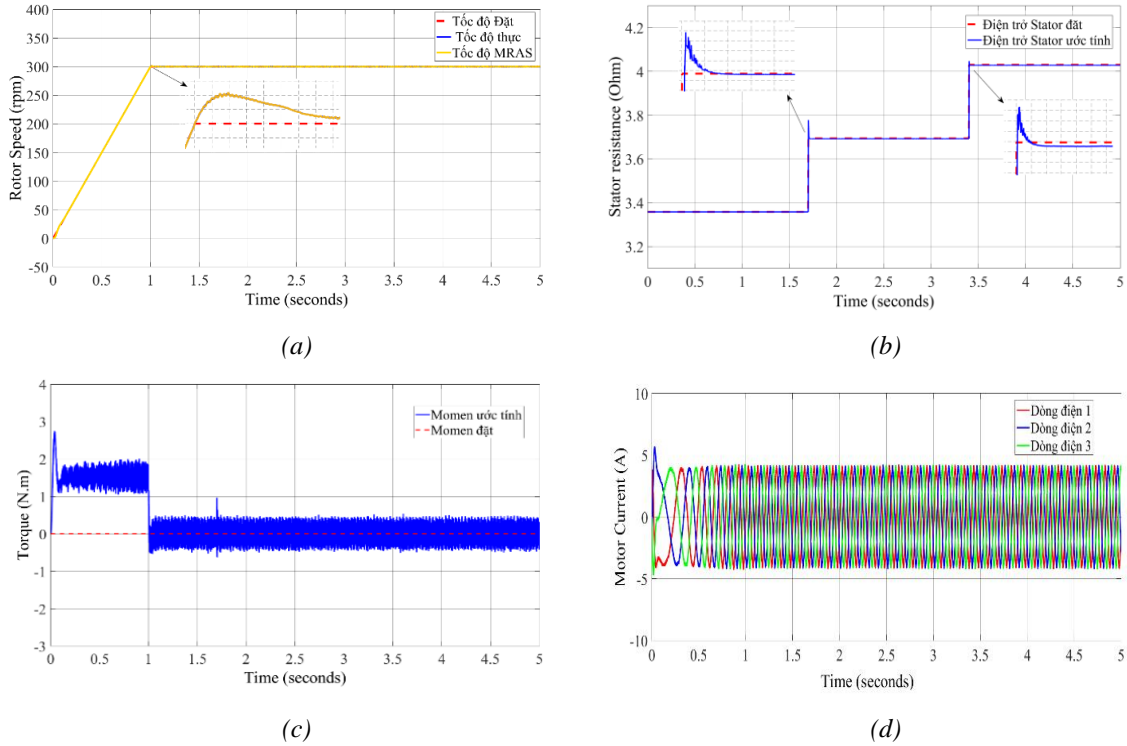 400
350
300
250
200
150
100
50
0
-50
Rotor Speed (rpm)
Tốc độ Đặt
Tốc độ thực
Tốc độ MRAS
0 0.5 1 1.5 2 2.5 3 3.5 4 4.5 5
Time (seconds)
(a)
4.2
4
3.8
3.6
3.4
3.2
Stator resistance (Ohm)
Điện trở Stator đăt
Điện trở Stator ước tính
0 0.5 1 1.5 2 2.5 3 3.5 4 4.5 5
Time (seconds)
(b)
4
3
2
1
0
-1
-2
-3
Torque (N.m)
Momen ước tính
Momen đặt
0 0.5 1 1.5 2 2.5 3 3.5 4 4.5 5
Time (seconds)
(c)
10
5
0
-5
-10
Motor Current (A)
Dòng điện 1
Dòng điện 2
Dòng điện 3
0 0.5 1 1.5 2 2.5 3 3.5 4 4.5 5
Time (seconds)
(d)